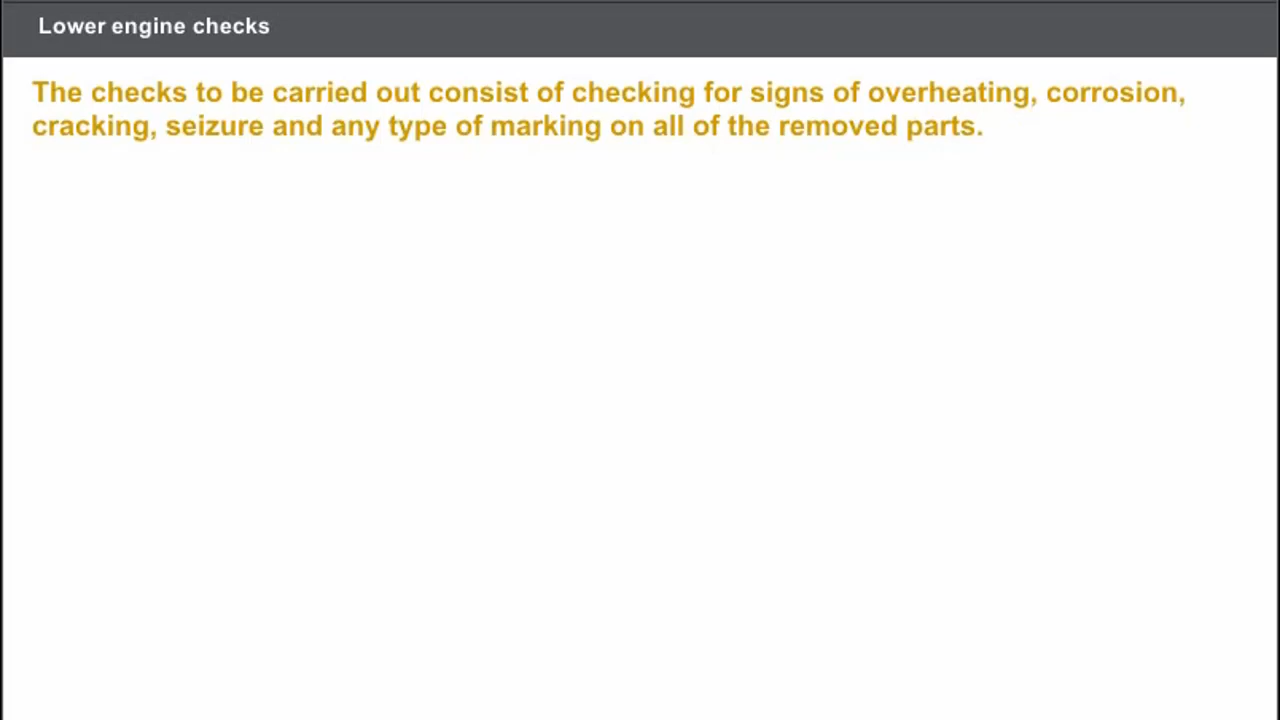 Lower engine checks
The checks to be carried out consist of checking for signs of overheating, corrosion,
cracking, seizure and any type of marking on all of the removed parts.